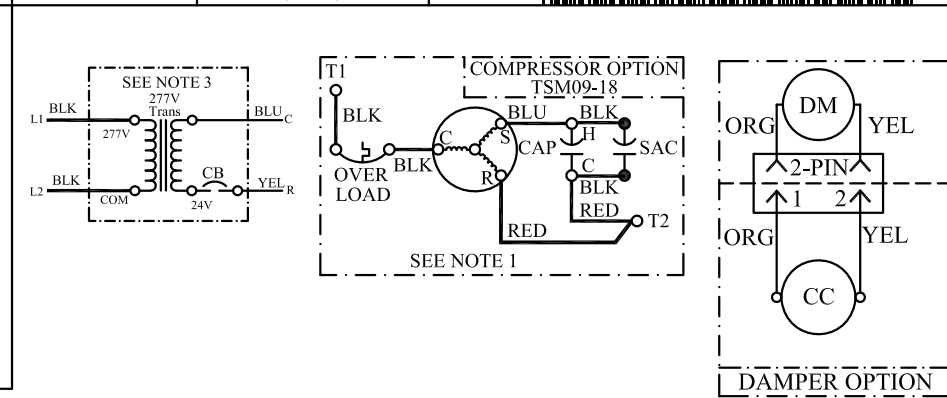 SEE NOTE 3
277V
Trans
L1
BLK
277V
BLU
C
L2
BLK
COM
CB
24V
YEL
R
T1
COMPRESSOR OPTION
TSM09-18
BLK
OVER
LOAD
BLK
C
S
R
BLU
BLK
H
CAP
SAC
C
BLK
RED
T2
RED
SEE NOTE 1
DM
ORG
YEL
2-PIN
1
2
ORG
YEL
CC
DAMPER OPTION